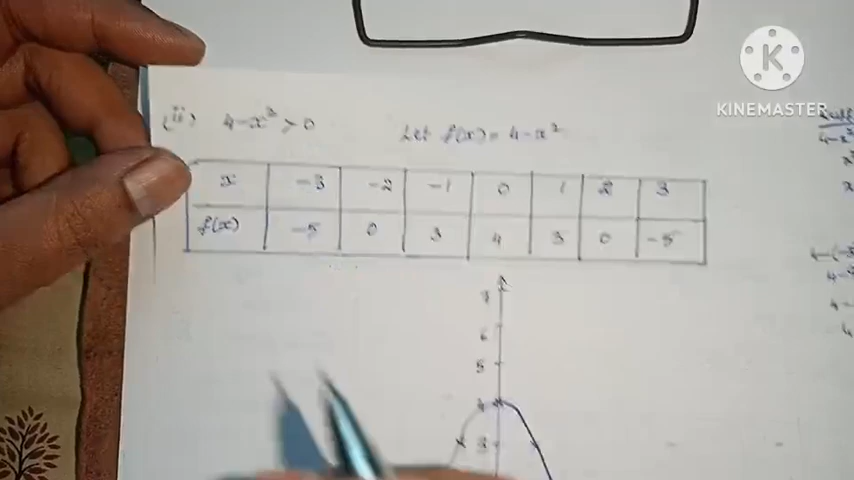 KINEMASTER
(ii) 4-x² > 0 Let f(x) = 4-x²
x -3 -2 -1 0 1 2 3
f(x) -5 0 3 4 3 0 -5
7
6
5
4
3